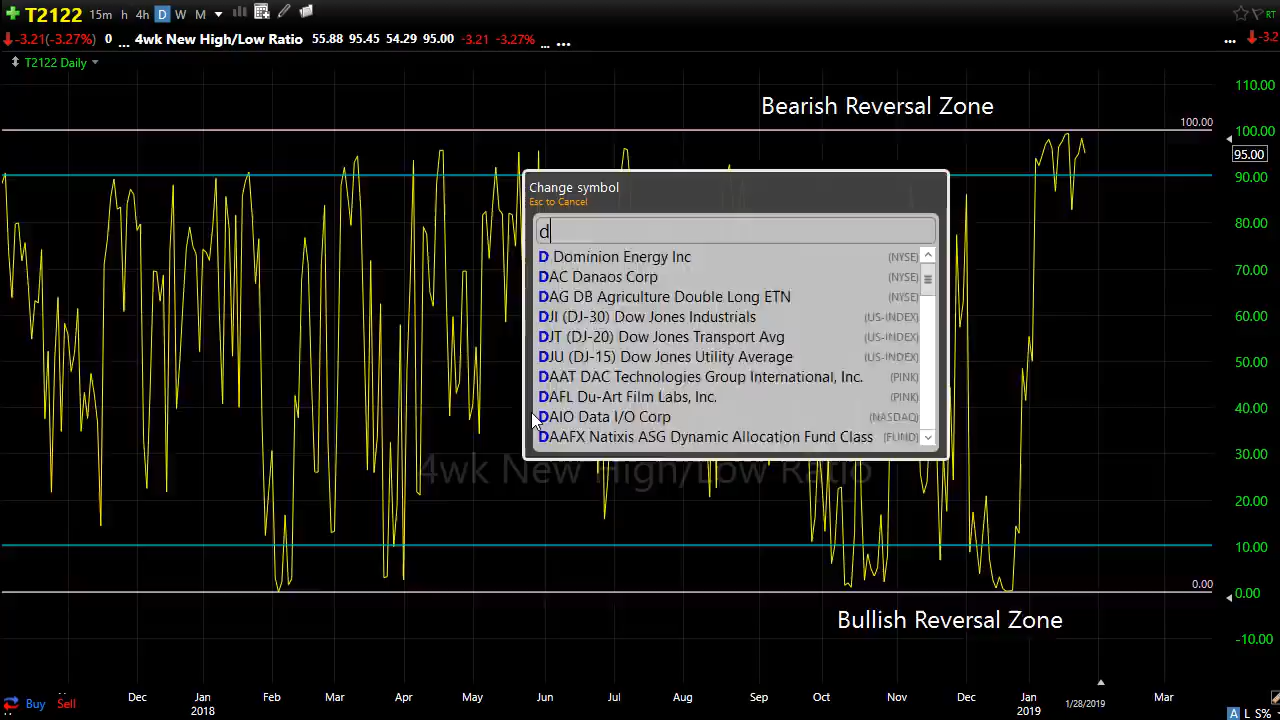 T2122 15m h 4h D W M RT
-3.21(-3.27%) 0 ... 4wk New High/Low Ratio 55.88 95.45 54.29 95.00 -3.21 -3.27% ... ... ... -3.2
T2122 Daily
110.00
Bearish Reversal Zone
100.00
100.00
95.00
90.00
Change symbol
Esc to Cancel
80.00
d
D Dominion Energy Inc (NYSE)
DAC Danaos Corp (NYSE)
70.00
DAG DB Agriculture Double Long ETN (NYSE)
DJI (DJ-30) Dow Jones Industrials (US-INDEX)
60.00
DJT (DJ-20) Dow Jones Transport Avg (US-INDEX)
DJU (DJ-15) Dow Jones Utility Average (US-INDEX)
50.00
DAAT DAC Technologies Group International, Inc. (PINK)
DAFL Du-Art Film Labs, Inc. (PINK)
40.00
DAIO Data I/O Corp (NASDAQ)
DAAFX Natixis ASG Dynamic Allocation Fund Class (FUND)
30.00
4wk New High/Low Ratio
20.00
10.00
0.00
0.00
Bullish Reversal Zone
-10.00
Dec Jan Feb Mar Apr May Jun Jul Aug Sep Oct Nov Dec Jan Mar
2018 2019 1/28/2019
Buy Sell
A L S%